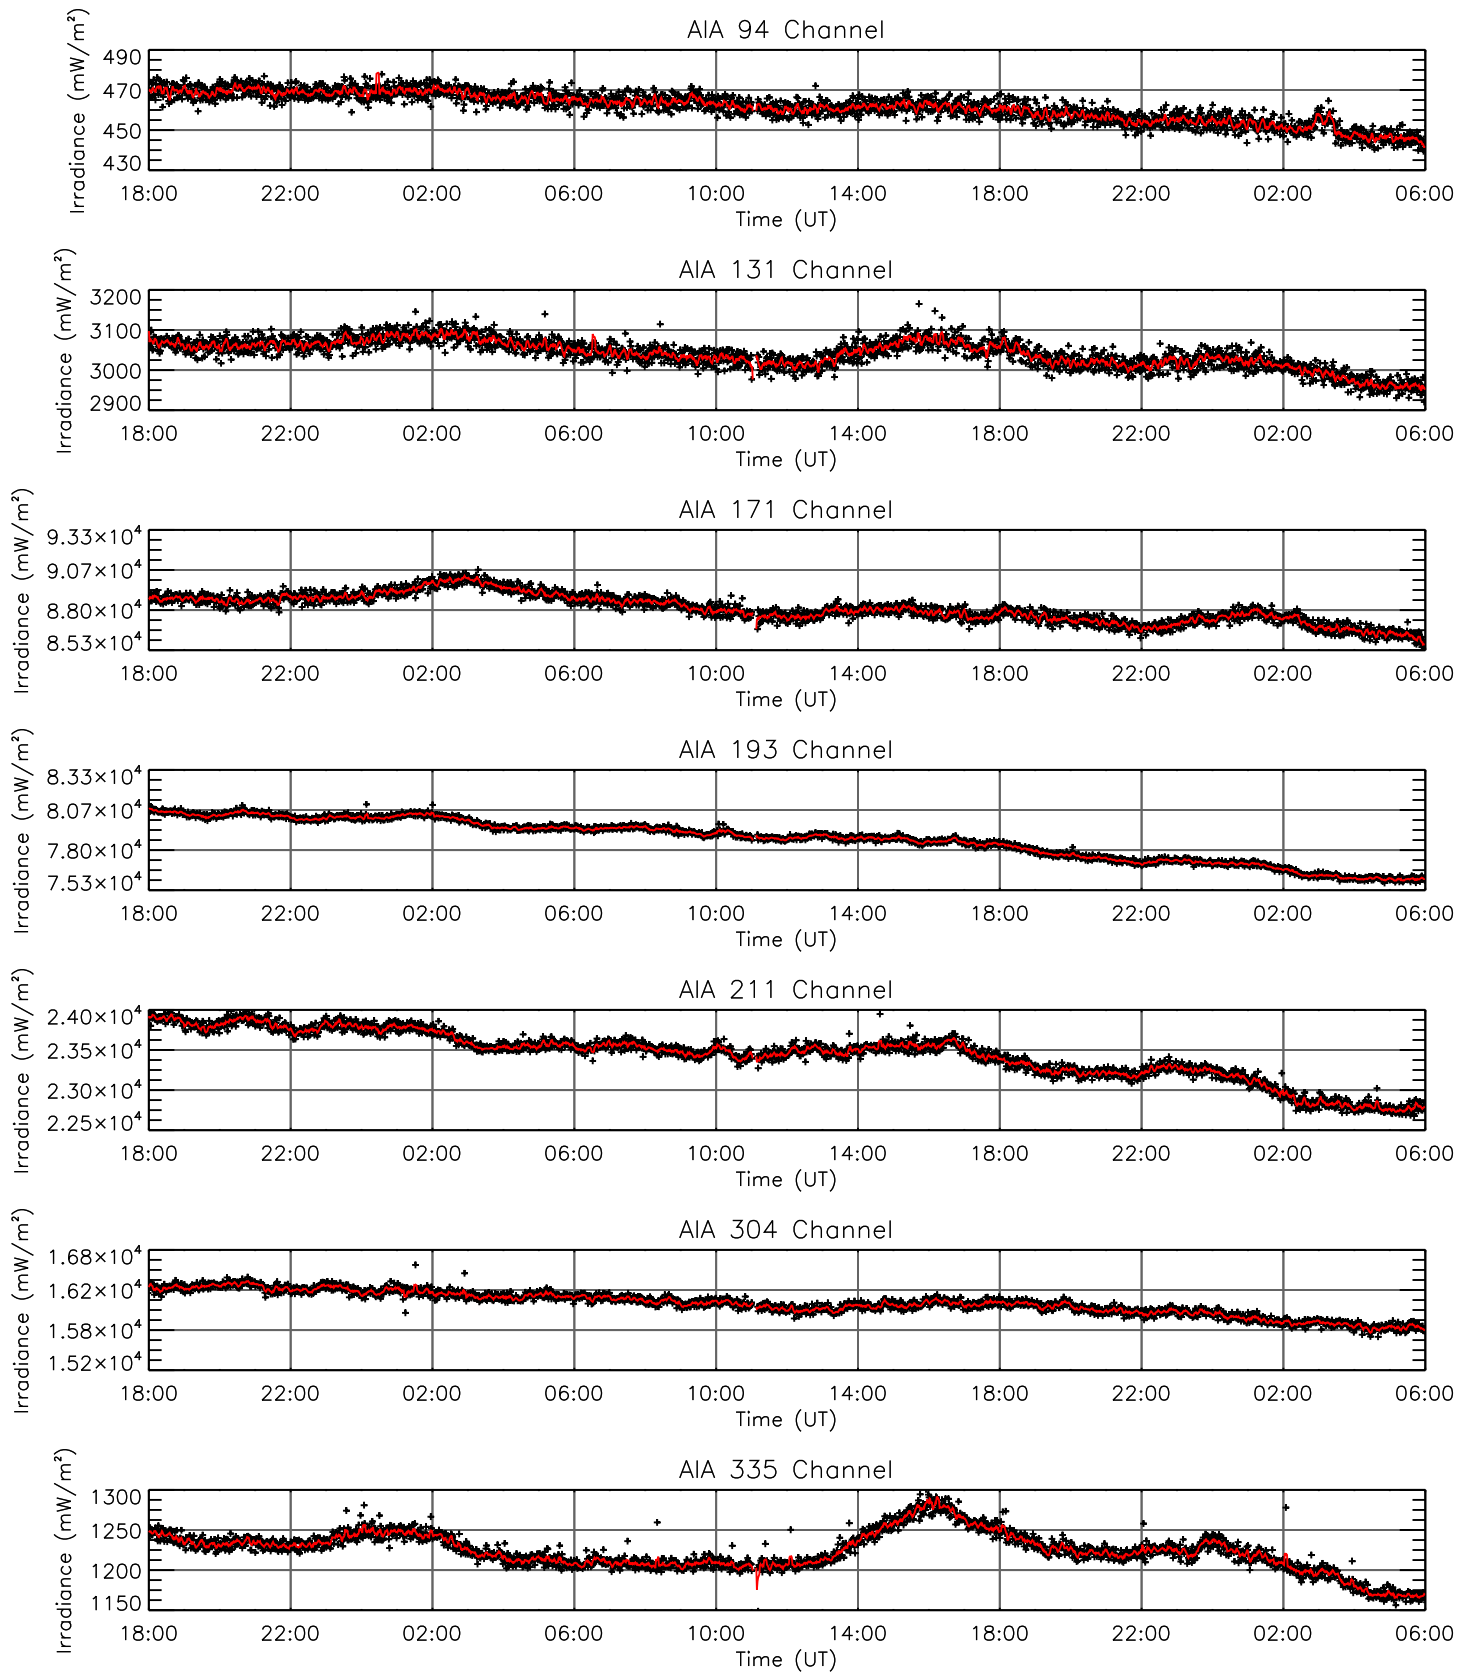 AIA 94 Channel
Irradiance (mW/m²)
490
470
450
430
18:00 22:00 02:00 06:00 10:00 14:00 18:00 22:00 02:00 06:00
Time (UT)
AIA 131 Channel
Irradiance (mW/m²)
3200
3100
3000
2900
18:00 22:00 02:00 06:00 10:00 14:00 18:00 22:00 02:00 06:00
Time (UT)
AIA 171 Channel
Irradiance (mW/m²)
9.33×10⁴
9.07×10⁴
8.80×10⁴
8.53×10⁴
18:00 22:00 02:00 06:00 10:00 14:00 18:00 22:00 02:00 06:00
Time (UT)
AIA 193 Channel
Irradiance (mW/m²)
8.33×10⁴
8.07×10⁴
7.80×10⁴
7.53×10⁴
18:00 22:00 02:00 06:00 10:00 14:00 18:00 22:00 02:00 06:00
Time (UT)
AIA 211 Channel
Irradiance (mW/m²)
2.40×10⁴
2.35×10⁴
2.30×10⁴
2.25×10⁴
18:00 22:00 02:00 06:00 10:00 14:00 18:00 22:00 02:00 06:00
Time (UT)
AIA 304 Channel
Irradiance (mW/m²)
1.68×10⁴
1.62×10⁴
1.58×10⁴
1.52×10⁴
18:00 22:00 02:00 06:00 10:00 14:00 18:00 22:00 02:00 06:00
Time (UT)
AIA 335 Channel
Irradiance (mW/m²)
1300
1250
1200
1150
18:00 22:00 02:00 06:00 10:00 14:00 18:00 22:00 02:00 06:00
Time (UT)